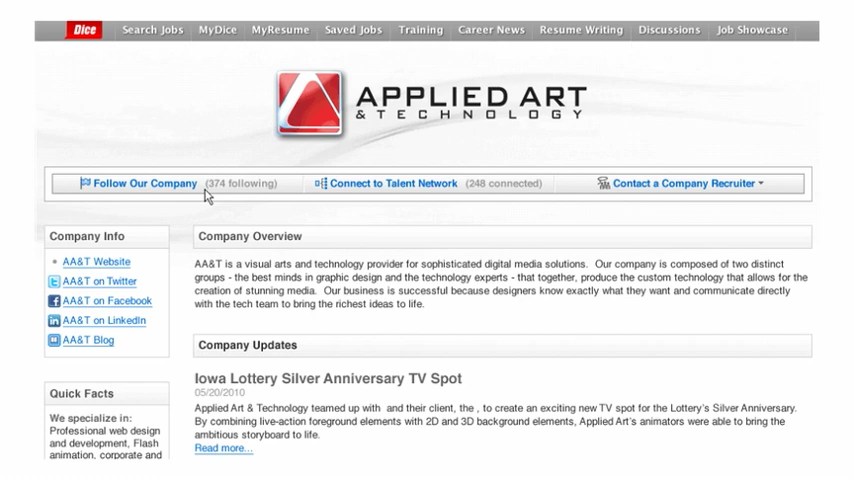 Dice Search Jobs MyDice MyResume Saved Jobs Training Career News Resume Writing Discussions Job Showcase
APPLIED ART
& TECHNOLOGY
Follow Our Company (374 following) Connect to Talent Network (248 connected) Contact a Company Recruiter
Company Info
AA&T Website
AA&T on Twitter
AA&T on Facebook
AA&T on LinkedIn
AA&T Blog
Quick Facts
We specialize in:
Professional web design
and development, Flash
animation, corporate and
Company Overview
AA&T is a visual arts and technology provider for sophisticated digital media solutions. Our company is composed of two distinct
groups - the best minds in graphic design and the technology experts - that together, produce the custom technology that allows for the
creation of stunning media. Our business is successful because designers know exactly what they want and communicate directly
with the tech team to bring the richest ideas to life.
Company Updates
Iowa Lottery Silver Anniversary TV Spot
05/20/2010
Applied Art & Technology teamed up with and their client, the , to create an exciting new TV spot for the Lottery's Silver Anniversary.
By combining live-action foreground elements with 2D and 3D background elements, Applied Art's animators were able to bring the
ambitious storyboard to life.
Read more...